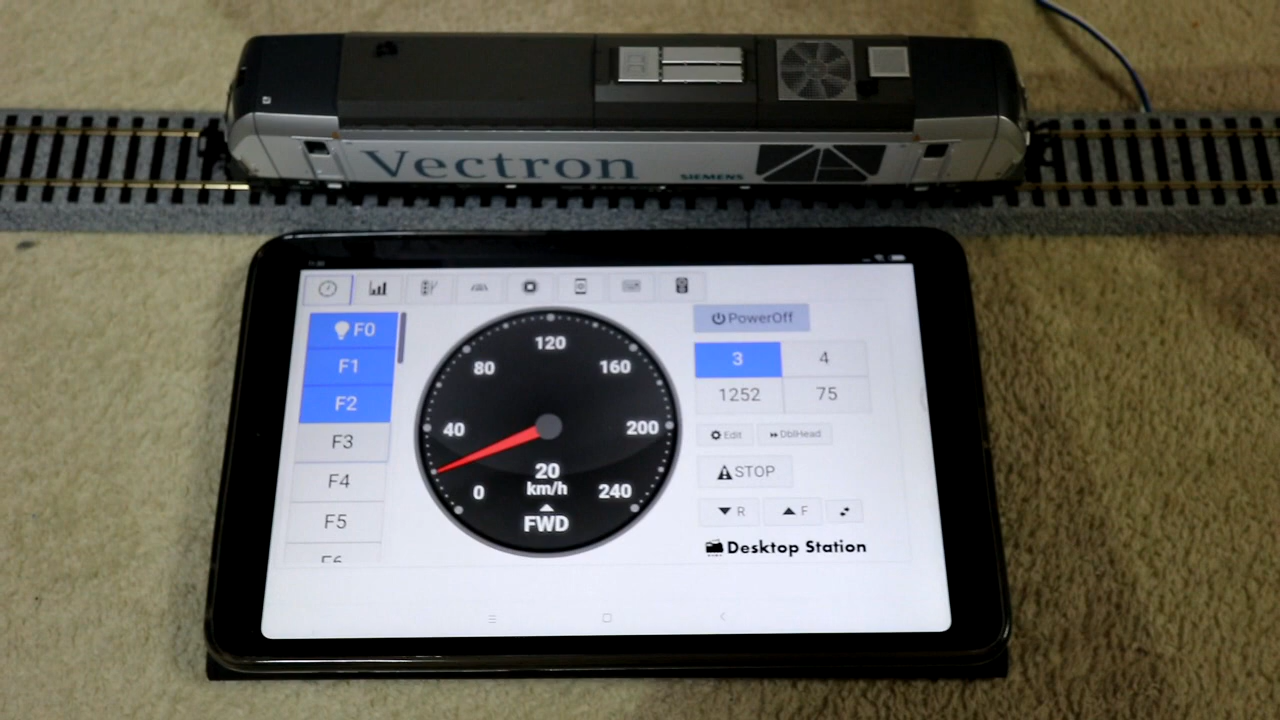 Vectron
SIEMENS
F0
F1
F2
F3
F4
F5
F6
0
40
80
120
160
200
240
20
km/h
FWD
PowerOff
3
4
1252
75
Edit
DblHead
STOP
R
F
Desktop Station